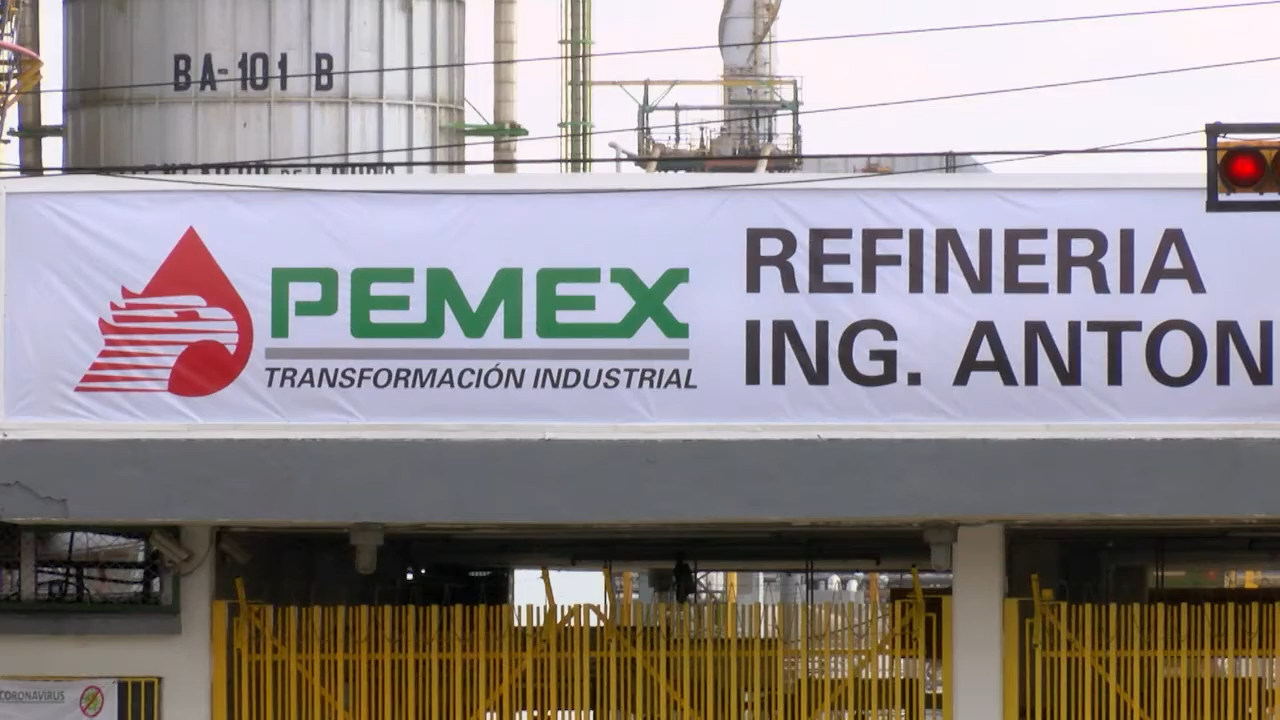 BA-101 B
PEMEX
TRANSFORMACIÓN INDUSTRIAL
REFINERIA
ING. ANTON
CORONAVIRUS